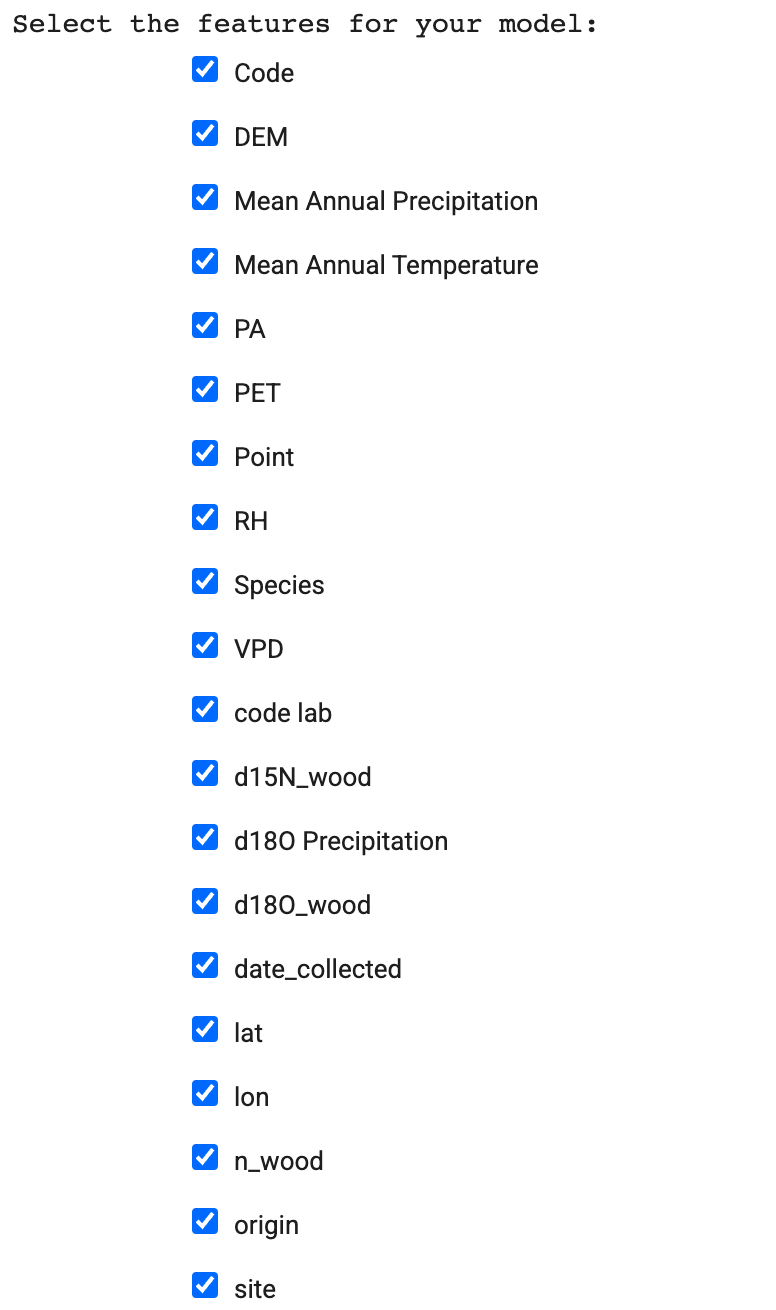 Select the features for your model:
Code
DEM
Mean Annual Precipitation
Mean Annual Temperature
PA
PET
Point
RH
Species
VPD
code lab
d15N_wood
d18O Precipitation
d18O_wood
date_collected
lat
lon
n_wood
origin
site